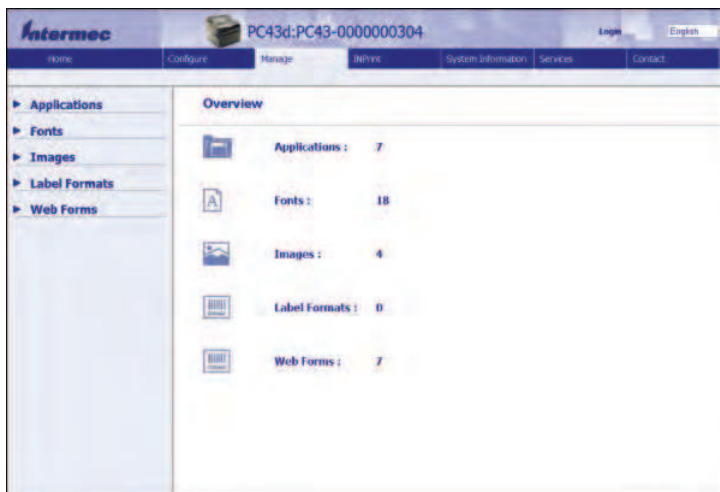 Intermec
PC43d:PC43-0000000304
Login
English
Home
Configure
Manage
INPrint
System Information
Services
Contact
Applications
Fonts
Images
Label Formats
Web Forms
Overview
Applications : 7
Fonts : 18
Images : 4
Label Formats : 0
Web Forms : 7